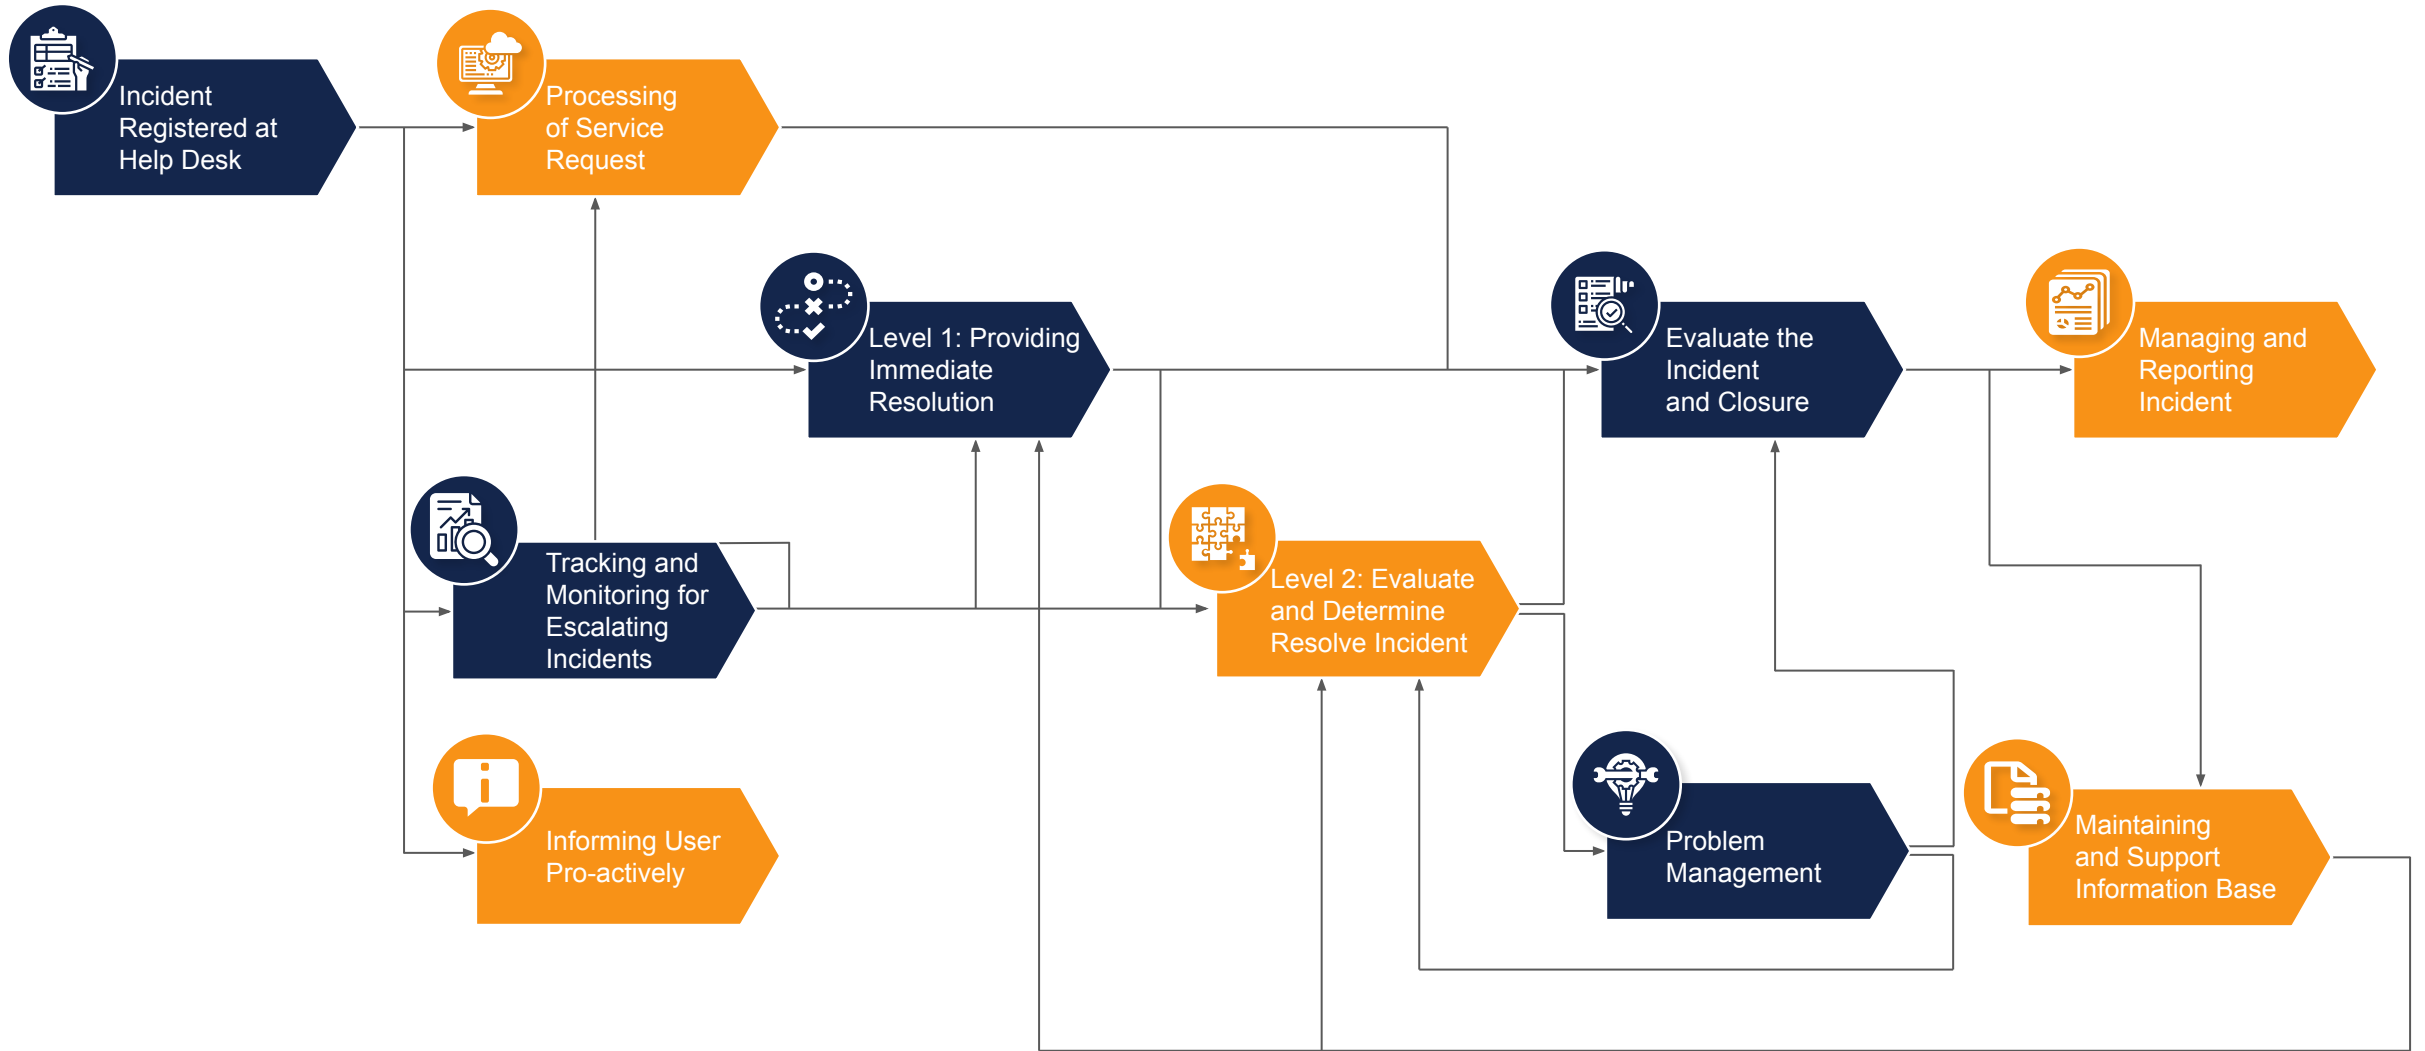 Incident
Registered at
Help Desk
Processing
of Service
Request
Level 1: Providing
Immediate
Resolution
Evaluate the
Incident
and Closure
Managing and
Reporting
Incident
Tracking and
Monitoring for
Escalating
Incidents
Level 2: Evaluate
and Determine
Resolve Incident
Informing User
Pro-actively
Problem
Management
Maintaining
and Support
Information Base